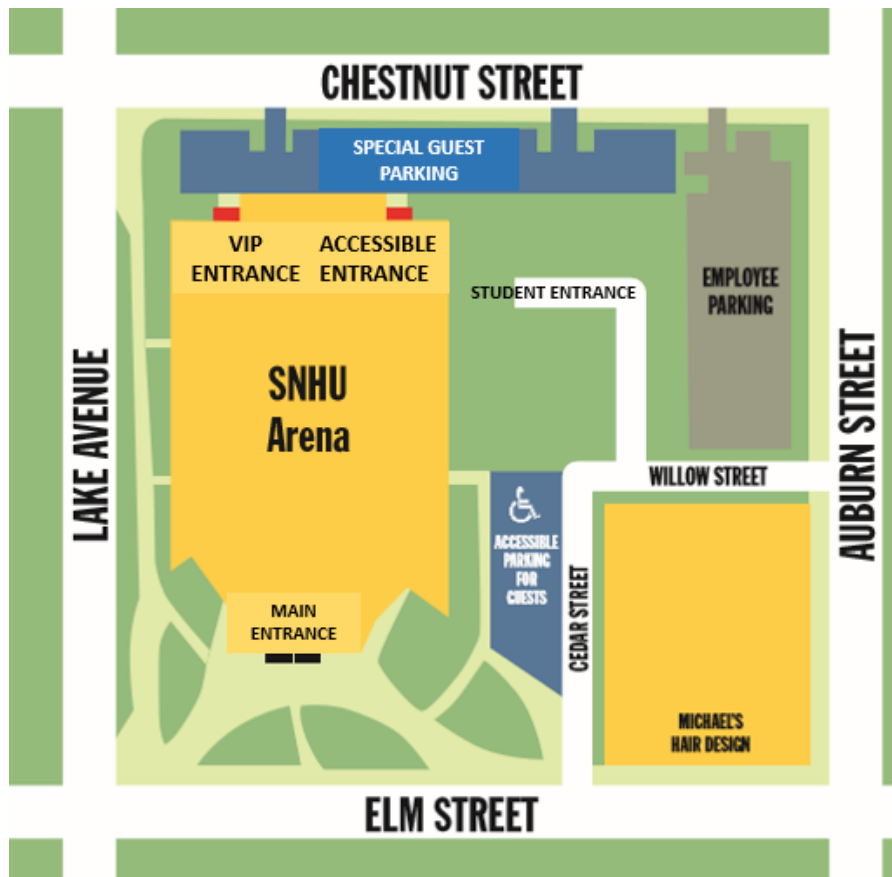 CHESTNUT STREET
SPECIAL GUEST
PARKING
VIP
ENTRANCE
ACCESSIBLE
ENTRANCE
STUDENT ENTRANCE
EMPLOYEE
PARKING
SNHU
Arena
LAKE AVENUE
AUBURN STREET
WILLOW STREET
ACCESSIBLE
PARKING
FOR
GUESTS
CEDAR STREET
MAIN
ENTRANCE
MICHAEL'S
HAIR DESIGN
ELM STREET